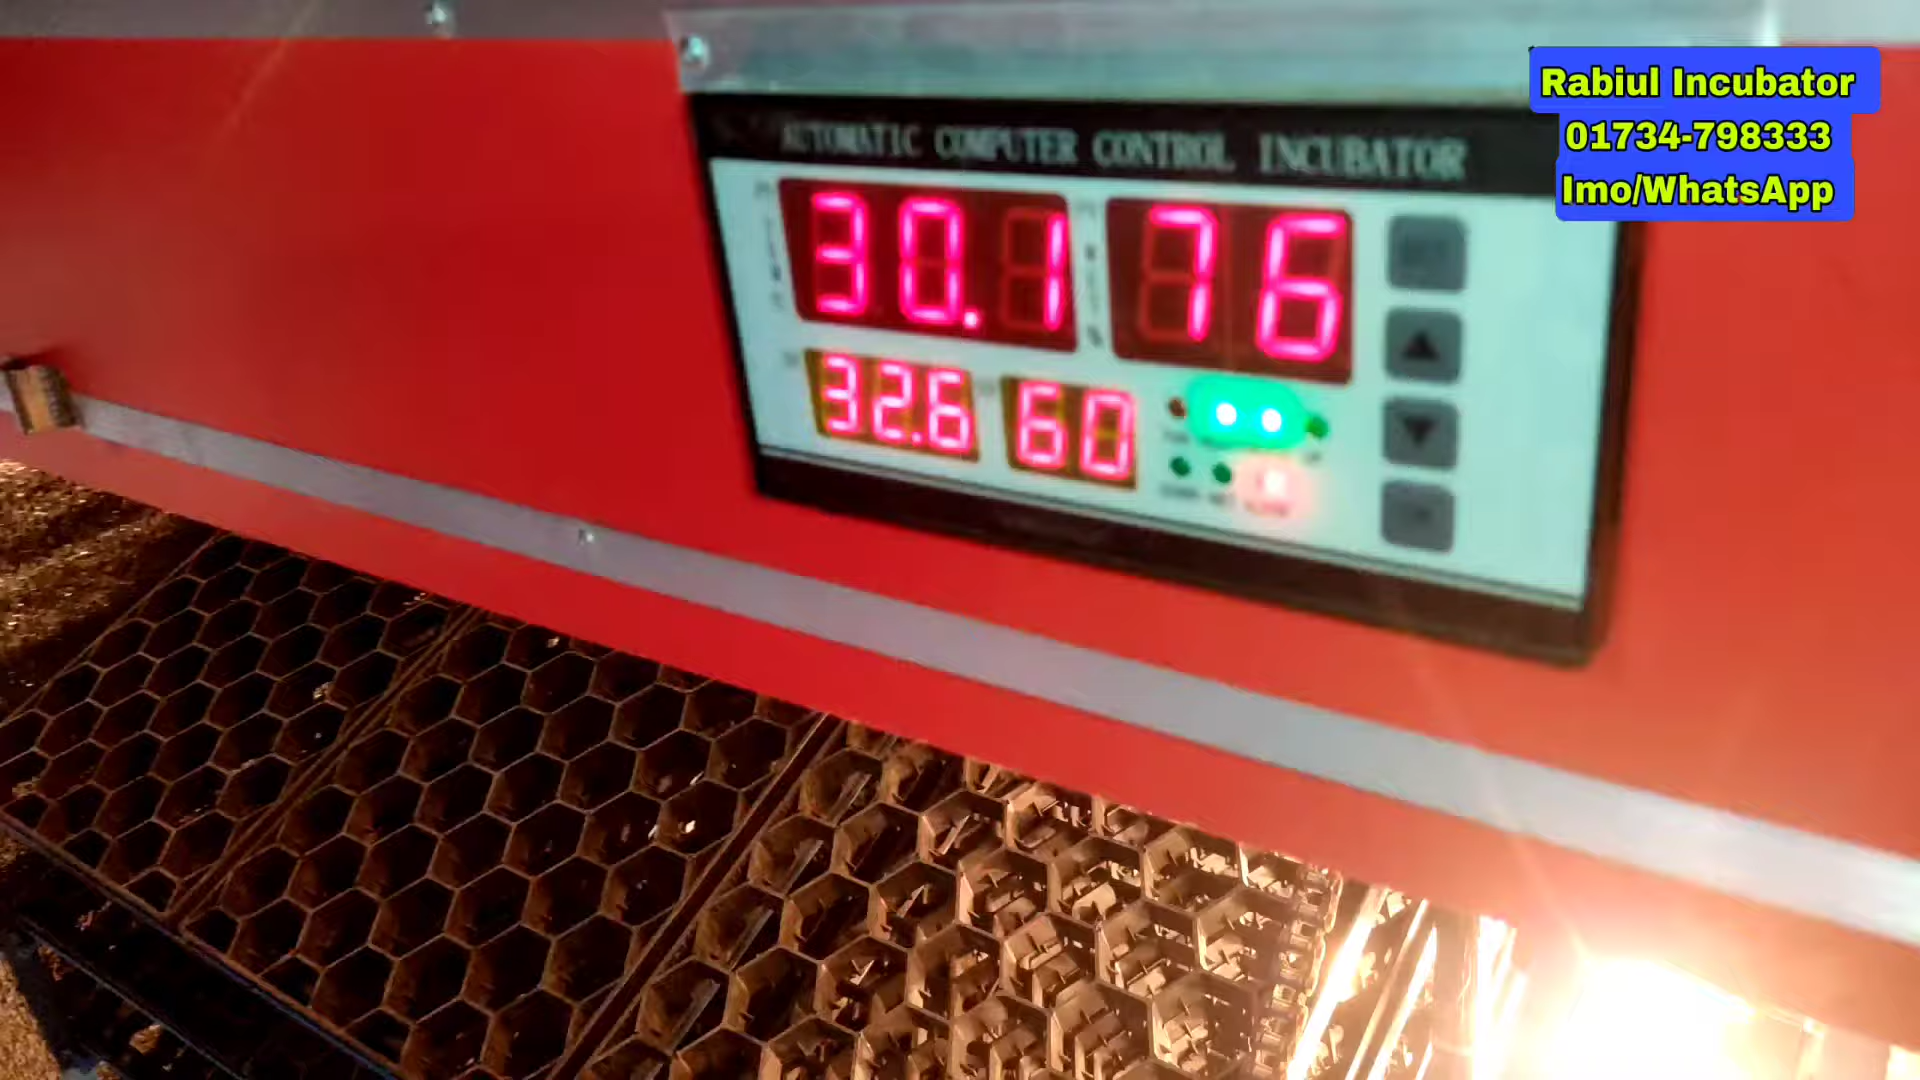 Rabiul Incubator
01734-798333
Imo/WhatsApp
AUTOMATIC COMPUTER CONTROL INCUBATOR
30.1 76
32.6 60